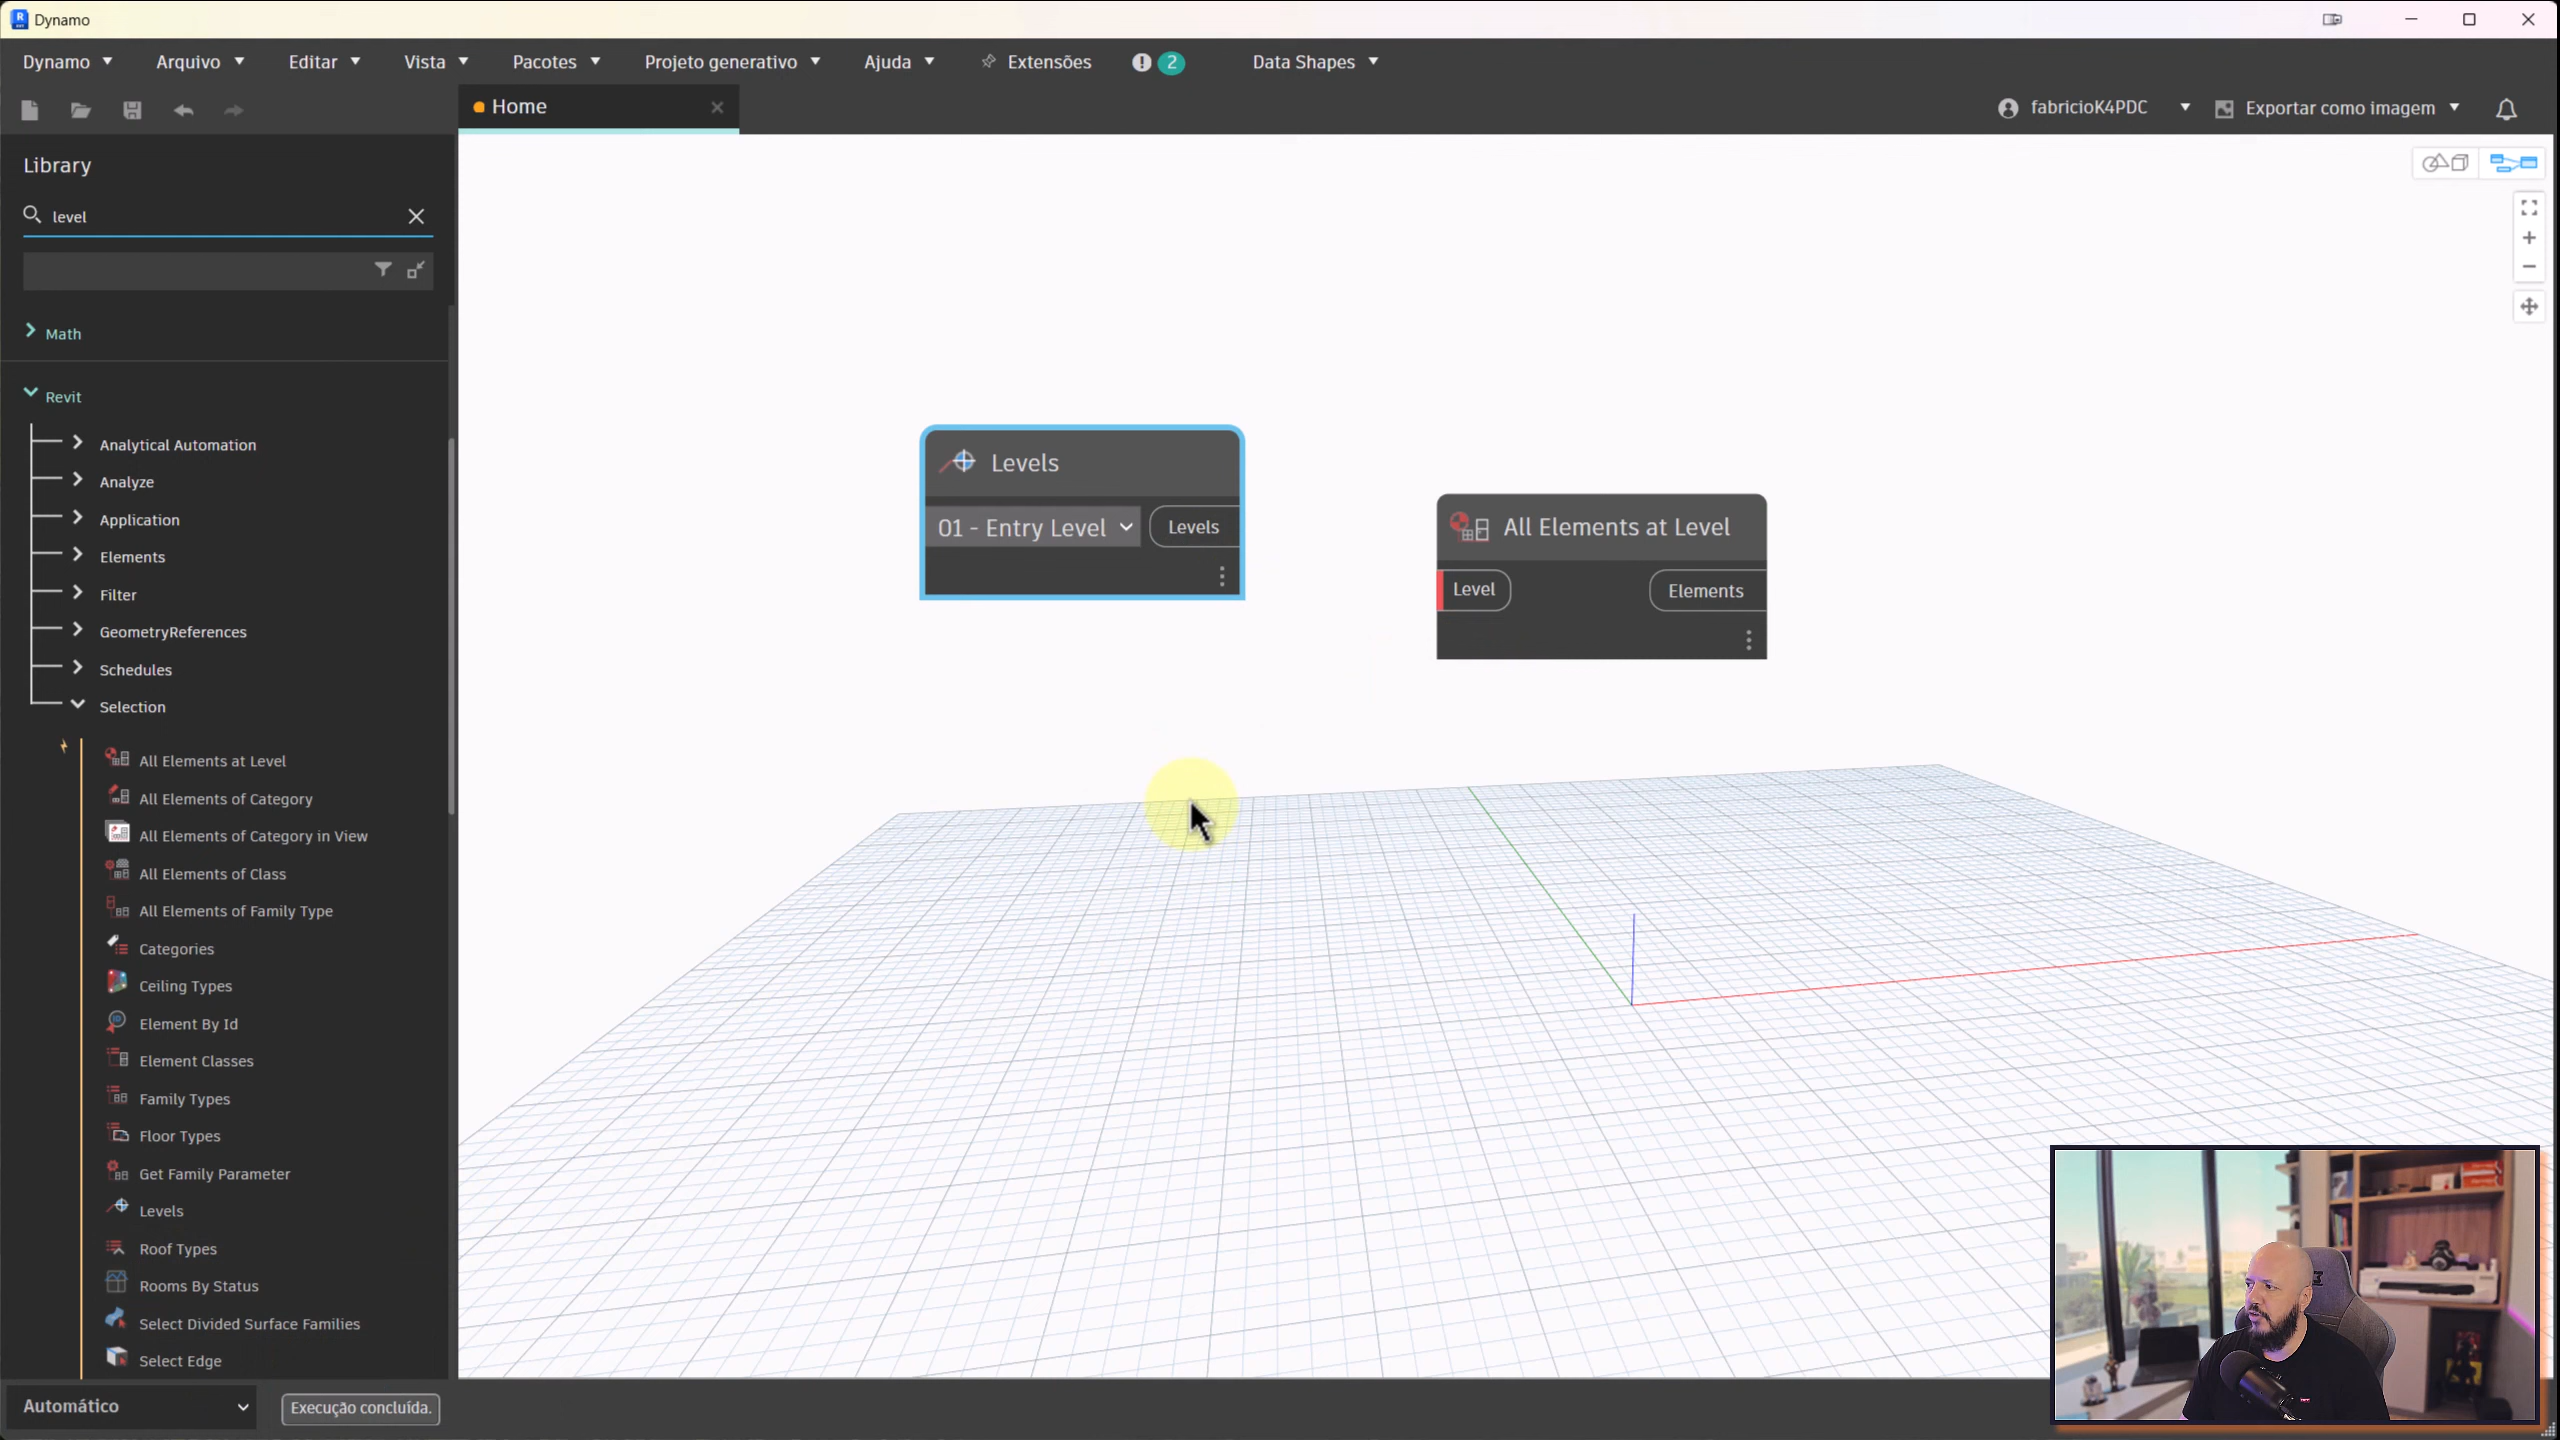 Dynamo
Dynamo Arquivo Editar Vista Pacotes Projeto generativo Ajuda Extensões 2 Data Shapes
Home
fabricioK4PDC Exportar como imagem
Library
level
Math
Revit
Analytical Automation
Analyze
Application
Elements
Filter
GeometryReferences
Schedules
Selection
All Elements at Level
All Elements of Category
All Elements of Category in View
All Elements of Class
All Elements of Family Type
Categories
Ceiling Types
Element By Id
Element Classes
Family Types
Floor Types
Get Family Parameter
Levels
Roof Types
Rooms By Status
Select Divided Surface Families
Select Edge
Levels
01 - Entry Level Levels
All Elements at Level
Level Elements
Automático Execução concluída.